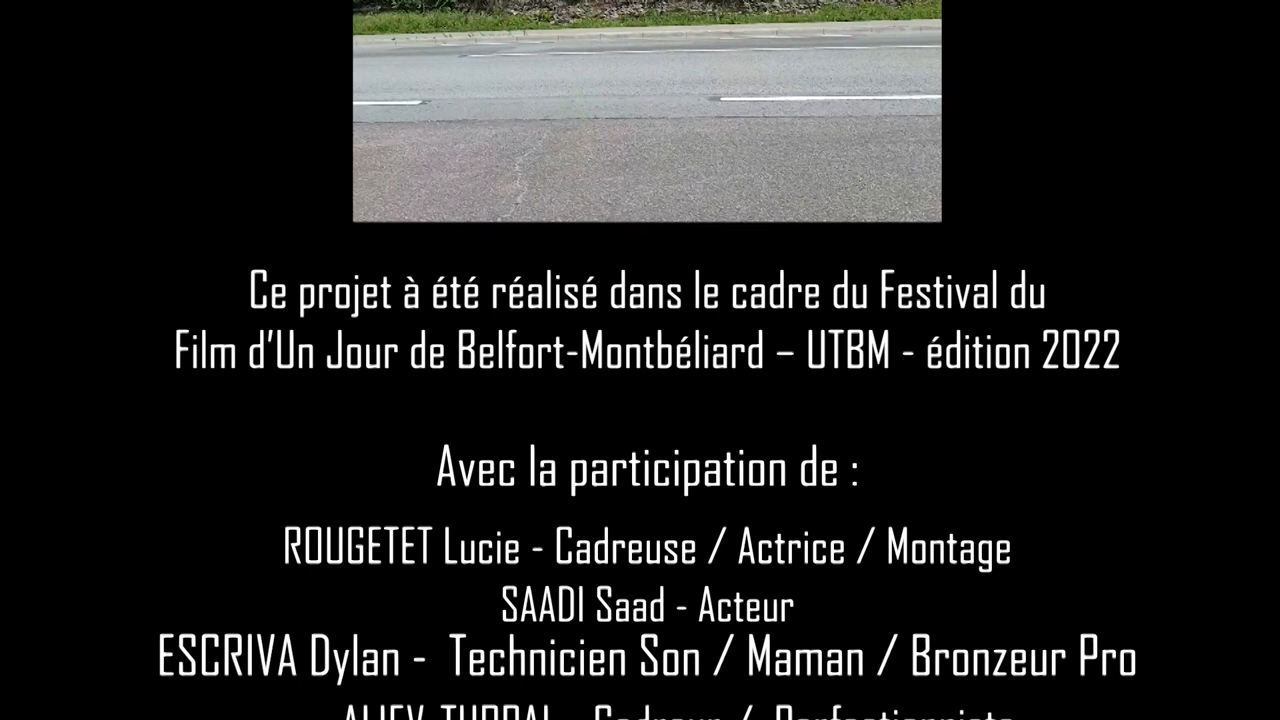 Ce projet à été réalisé dans le cadre du Festival du
Film d'Un Jour de Belfort-Montbéliard – UTBM - édition 2022
Avec la participation de :
ROUGETET Lucie - Cadreuse / Actrice / Montage
SAADI Saad - Acteur
ESCRIVA Dylan - Technicien Son / Maman / Bronzeur Pro